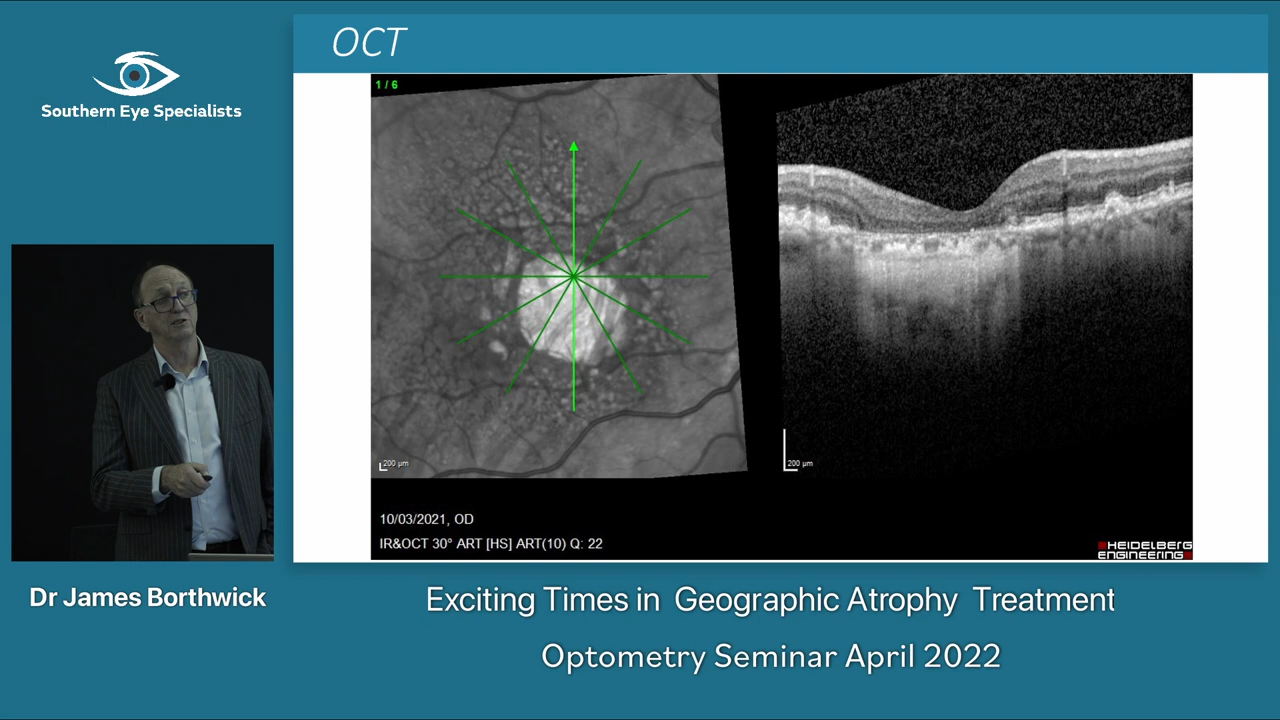 OCT
Southern Eye Specialists
1 / 6
200 µm
200 µm
10/03/2021, OD
IR&OCT 30° ART [HS] ART(10) Q: 22
HEIDELBERG
ENGINEERING
Dr James Borthwick
Exciting Times in Geographic Atrophy Treatment
Optometry Seminar April 2022